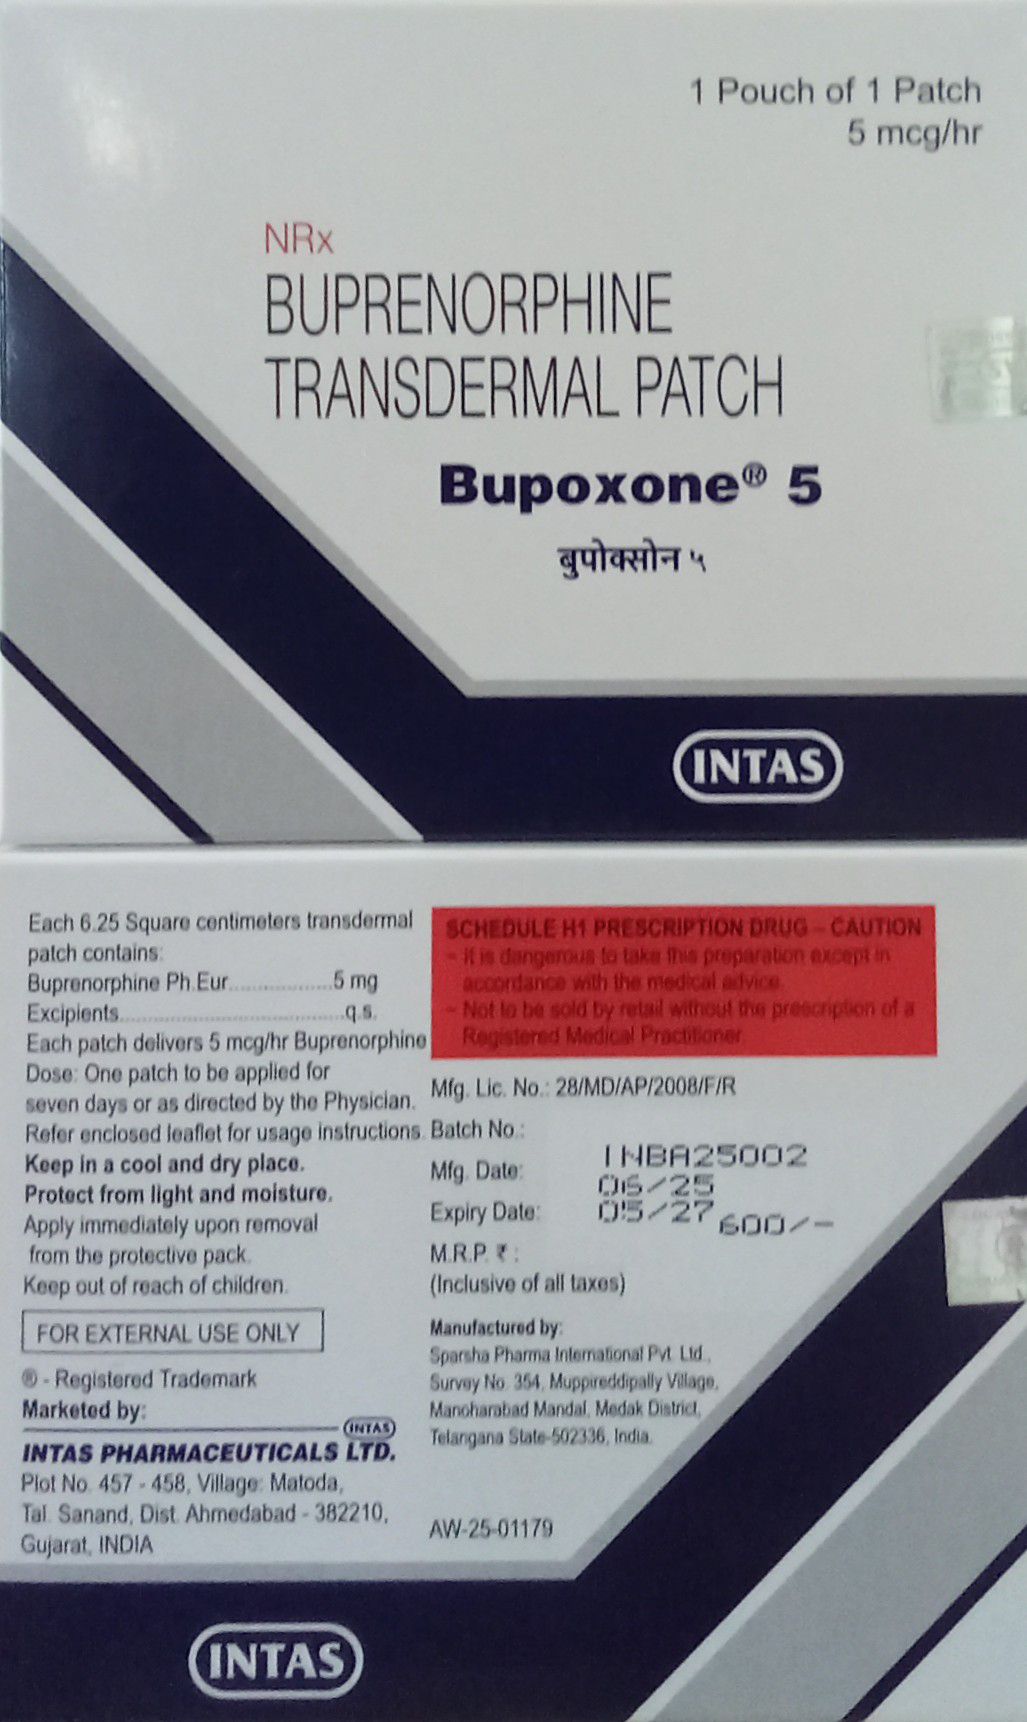 1 Pouch of 1 Patch
5 mcg/hr
NRx
BUPRENORPHINE
TRANSDERMAL PATCH
Bupoxone® 5
बुपोक्सोन ५
INTAS
Each 6.25 Square centimeters transdermal
patch contains:
Buprenorphine Ph.Eur..................5 mg
Excipients.......................................q.s.
Each patch delivers 5 mcg/hr Buprenorphine
Dose: One patch to be applied for
seven days or as directed by the Physician.
Refer enclosed leaflet for usage instructions.
Keep in a cool and dry place.
Protect from light and moisture.
Apply immediately upon removal
from the protective pack.
Keep out of reach of children.
FOR EXTERNAL USE ONLY
® - Registered Trademark
Marketed by:
INTAS
INTAS PHARMACEUTICALS LTD.
Plot No. 457 - 458, Village: Matoda,
Tal. Sanand, Dist. Ahmedabad - 382210,
Gujarat, INDIA
SCHEDULE H1 PRESCRIPTION DRUG – CAUTION
– It is dangerous to take this preparation except in
accordance with the medical advice.
– Not to be sold by retail without the prescription of a
Registered Medical Practitioner.
Mfg. Lic. No.: 28/MD/AP/2008/F/R
Batch No.: INBA25002
Mfg. Date: 06/25
Expiry Date: 05/27
M.R.P. ₹ : 600/-
(Inclusive of all taxes)
Manufactured by:
Sparsha Pharma International Pvt. Ltd.,
Survey No. 354, Muppireddipally Village,
Manoharabad Mandal, Medak District,
Telangana State-502336, India.
AW-25-01179
INTAS